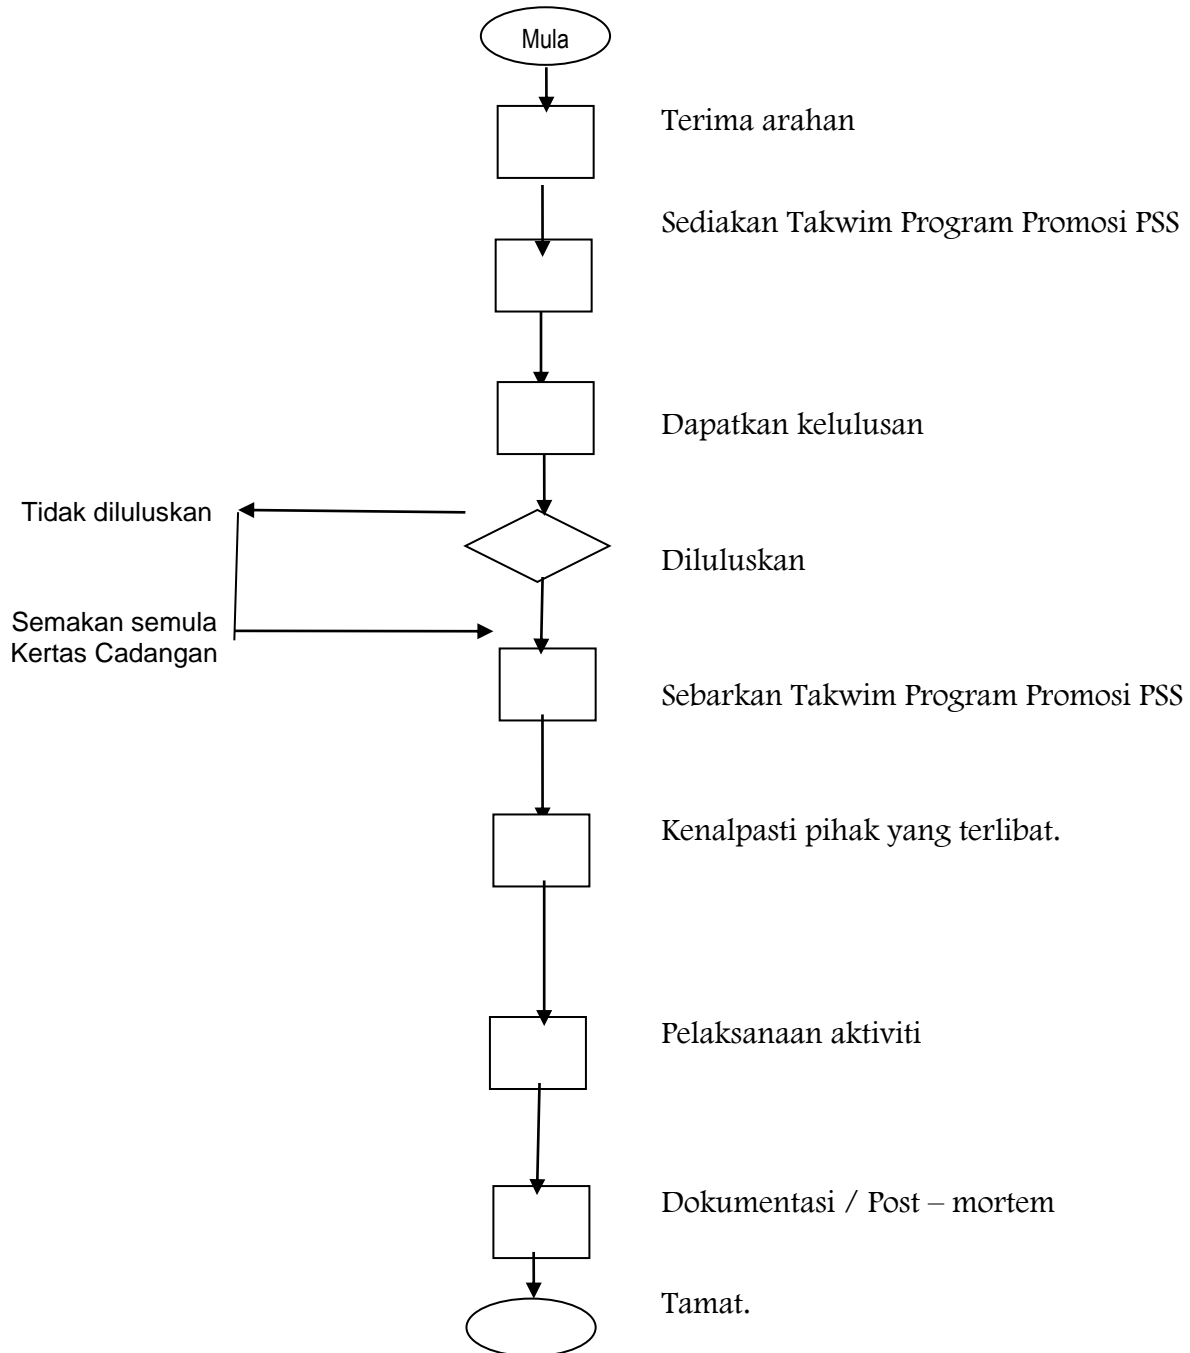 Mula
Terima arahan
Sediakan Takwim Program Promosi PSS
Dapatkan kelulusan
Tidak diluluskan
Diluluskan
Semakan semula
Kertas Cadangan
Sebarkan Takwim Program Promosi PSS
Kenalpasti pihak yang terlibat.
Pelaksanaan aktiviti
Dokumentasi / Post – mortem
Tamat.